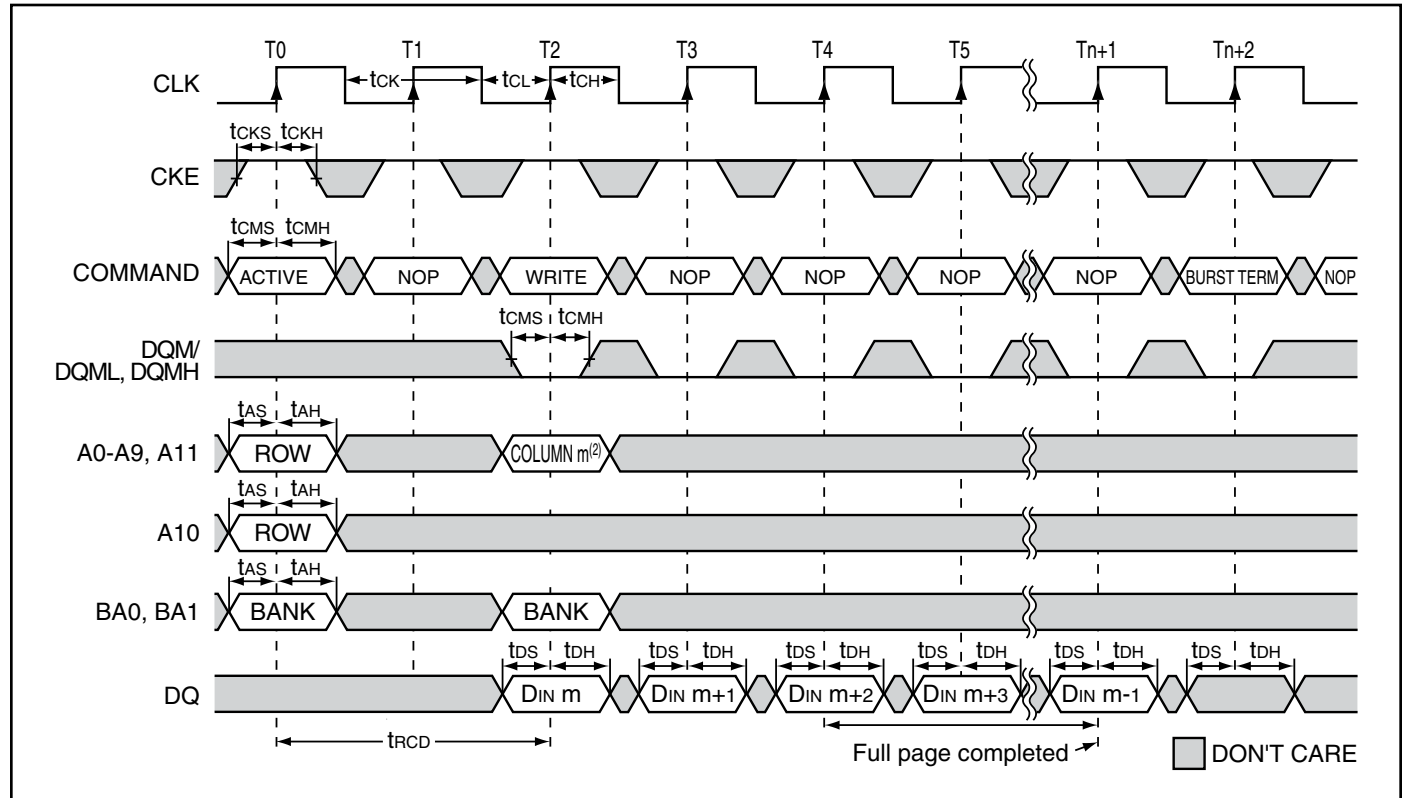 T0 T1 T2 T3 T4 T5 Tn+1 Tn+2
CLK
tCK tCL tCH
tCKS tCKH
CKE
tCMS tCMH
COMMAND
ACTIVE NOP WRITE NOP NOP NOP NOP BURST TERM NOP
tCMS tCMH
DQM/
DQML, DQMH
tAS tAH
A0-A9, A11
ROW COLUMN m(2)
tAS tAH
A10
ROW
tAS tAH
BA0, BA1
BANK BANK
tDS tDH tDS tDH tDS tDH tDS tDH tDS tDH tDS tDH
DQ
DIN m DIN m+1 DIN m+2 DIN m+3 DIN m-1
tRCD
Full page completed
DON'T CARE